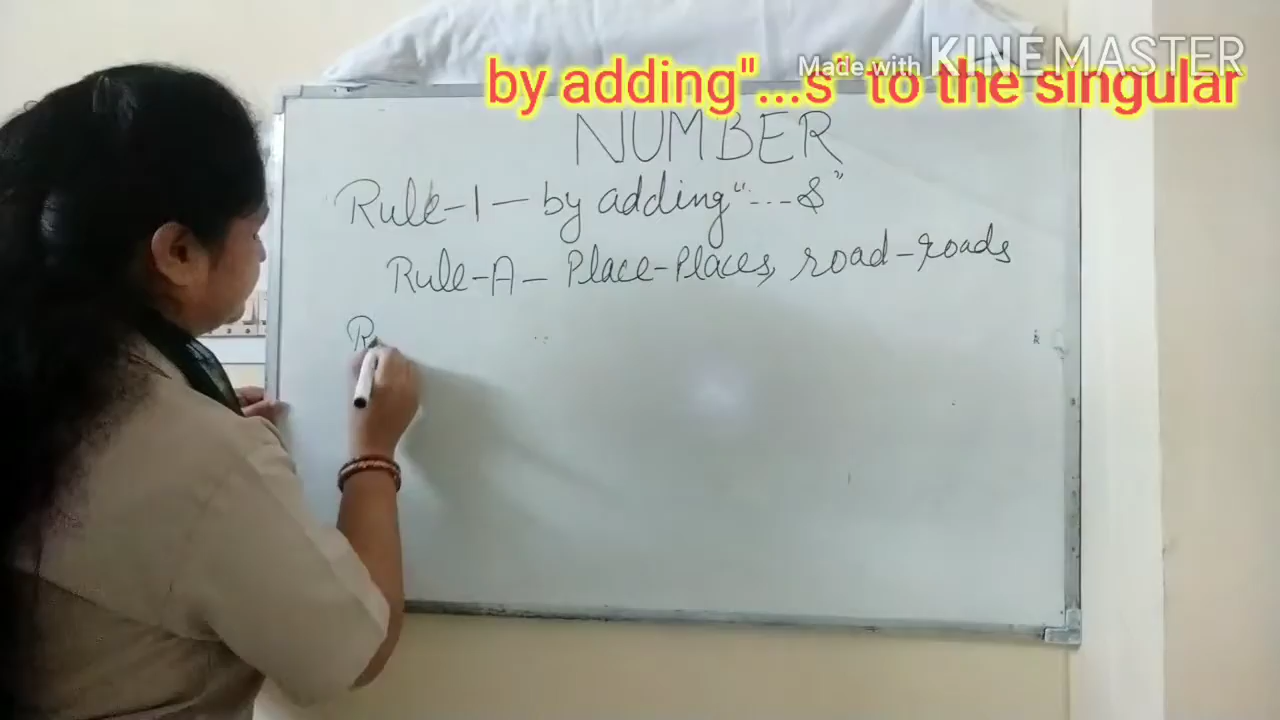 Made with KINEMASTER
by adding"...s" to the singular
NUMBER
Rule-1 – by adding "...s"
Rule-A – Place-Places, road-roads
R